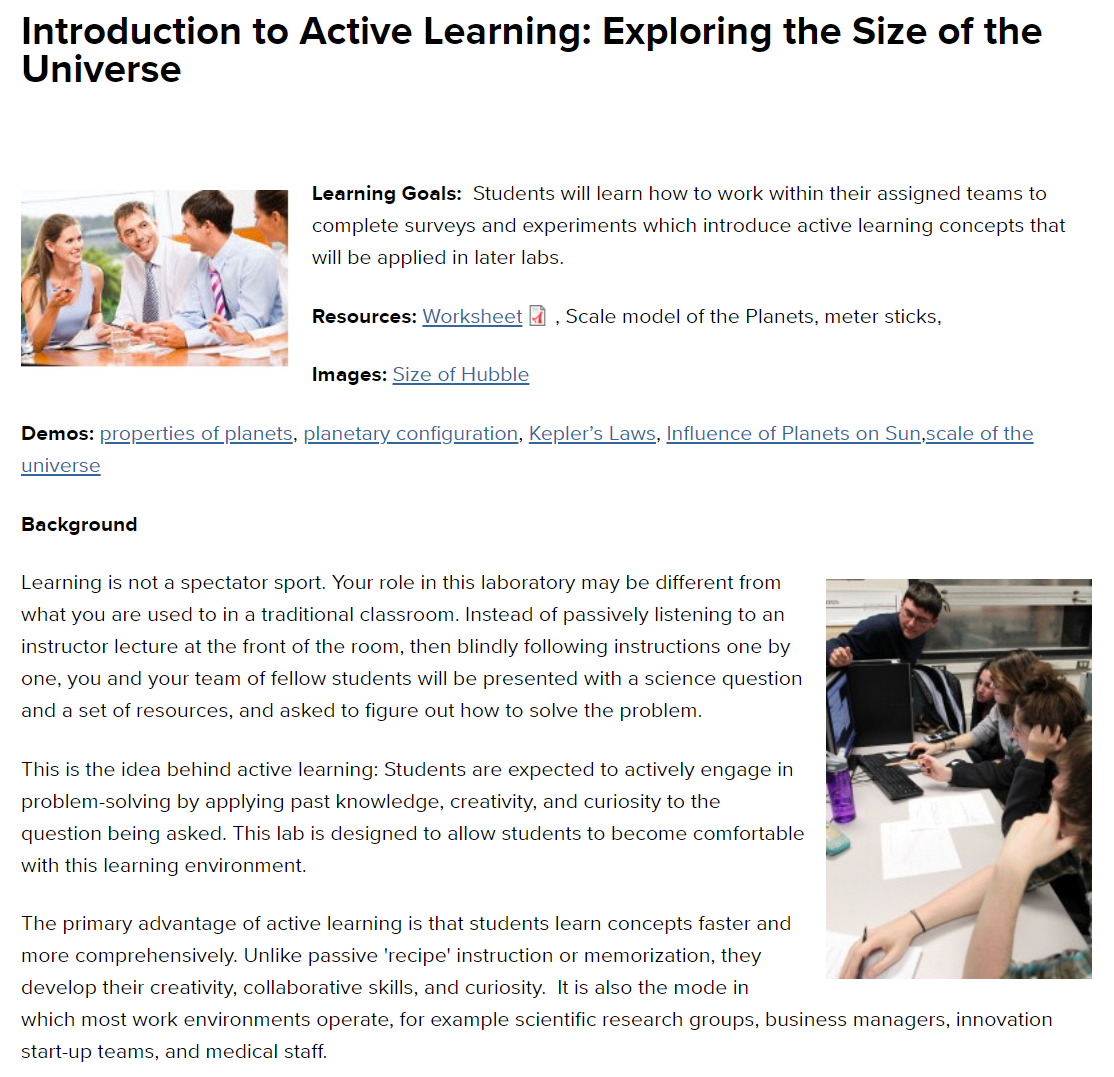 Introduction to Active Learning: Exploring the Size of the
Universe
Learning Goals:  Students will learn how to work within their assigned teams to
complete surveys and experiments which introduce active learning concepts that
will be applied in later labs.
Resources: Worksheet , Scale model of the Planets, meter sticks,
Images: Size of Hubble
Demos: properties of planets, planetary configuration, Kepler’s Laws, Influence of Planets on Sun,scale of the
universe
Background
Learning is not a spectator sport. Your role in this laboratory may be different from
what you are used to in a traditional classroom. Instead of passively listening to an
instructor lecture at the front of the room, then blindly following instructions one by
one, you and your team of fellow students will be presented with a science question
and a set of resources, and asked to figure out how to solve the problem.
This is the idea behind active learning: Students are expected to actively engage in
problem-solving by applying past knowledge, creativity, and curiosity to the
question being asked. This lab is designed to allow students to become comfortable
with this learning environment.
The primary advantage of active learning is that students learn concepts faster and
more comprehensively. Unlike passive 'recipe' instruction or memorization, they
develop their creativity, collaborative skills, and curiosity.  It is also the mode in
which most work environments operate, for example scientific research groups, business managers, innovation
start-up teams, and medical staff.